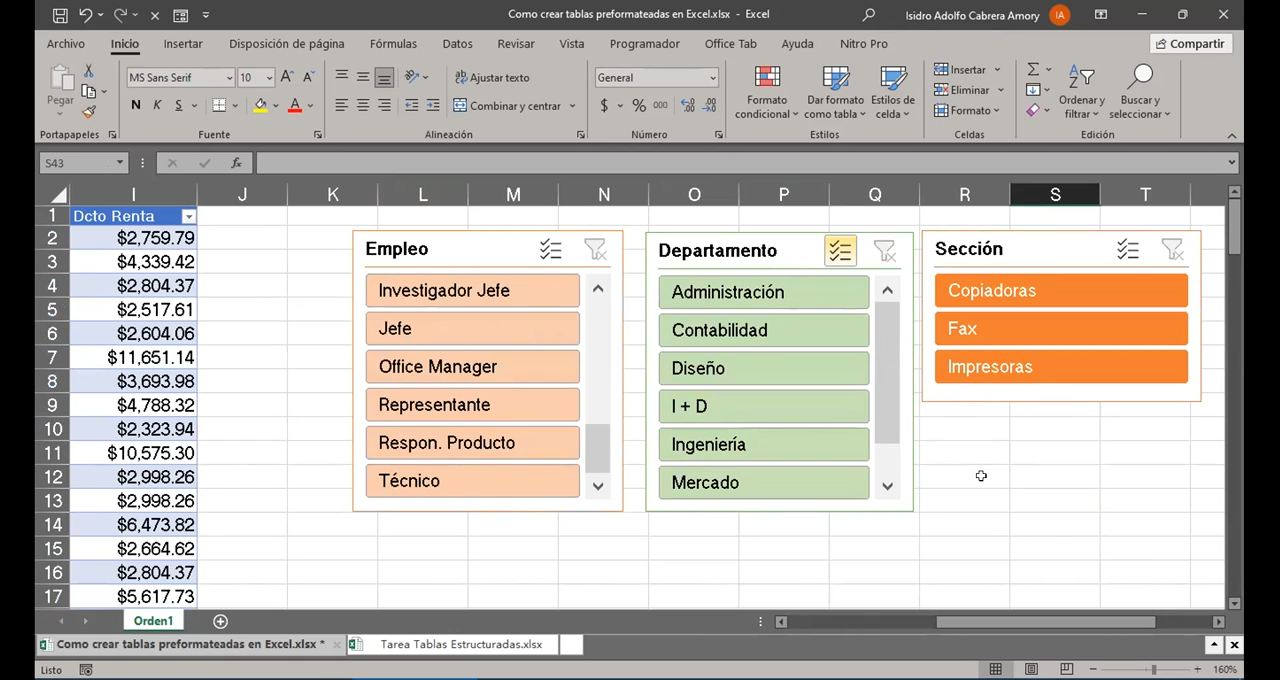 Como crear tablas preformateadas en Excel.xlsx - Excel
Isidro Adolfo Cabrera Amory
IA
Archivo Inicio Insertar Disposición de página Fórmulas Datos Revisar Vista Programador Office Tab Ayuda Nitro Pro
Compartir
Pegar
Portapapeles
MS Sans Serif 10
N K S
Fuente
Ajustar texto
Combinar y centrar
Alineación
General
$ % 000
Número
Formato condicional
Dar formato como tabla
Estilos de celda
Estilos
Insertar
Eliminar
Formato
Celdas
Ordenar y filtrar
Buscar y seleccionar
Edición
S43
fx
I J K L M N O P Q R S T
1 Dcto Renta
2 $2,759.79
3 $4,339.42
4 $2,804.37
5 $2,517.61
6 $2,604.06
7 $11,651.14
8 $3,693.98
9 $4,788.32
10 $2,323.94
11 $10,575.30
12 $2,998.26
13 $2,998.26
14 $6,473.82
15 $2,664.62
16 $2,804.37
17 $5,617.73
Empleo
Investigador Jefe
Jefe
Office Manager
Representante
Respon. Producto
Técnico
Departamento
Administración
Contabilidad
Diseño
I + D
Ingeniería
Mercado
Sección
Copiadoras
Fax
Impresoras
Orden1
Como crear tablas preformateadas en Excel.xlsx *
Tarea Tablas Estructuradas.xlsx
Listo
160%